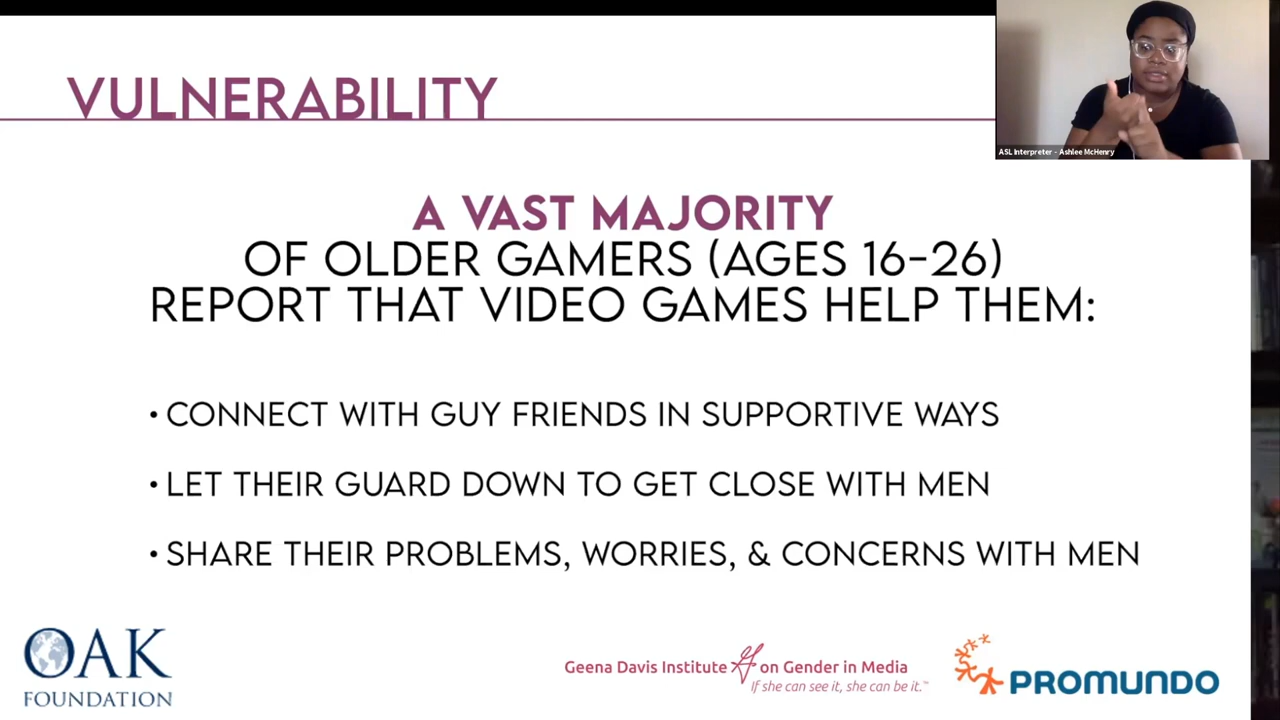 VULNERABILITY
ASL Interpreter - Ashlee McHenry
A VAST MAJORITY
OF OLDER GAMERS (AGES 16-26)
REPORT THAT VIDEO GAMES HELP THEM:
• CONNECT WITH GUY FRIENDS IN SUPPORTIVE WAYS
• LET THEIR GUARD DOWN TO GET CLOSE WITH MEN
• SHARE THEIR PROBLEMS, WORRIES, & CONCERNS WITH MEN
OAK
FOUNDATION
Geena Davis Institute on Gender in Media
If she can see it, she can be it.™
PROMUNDO